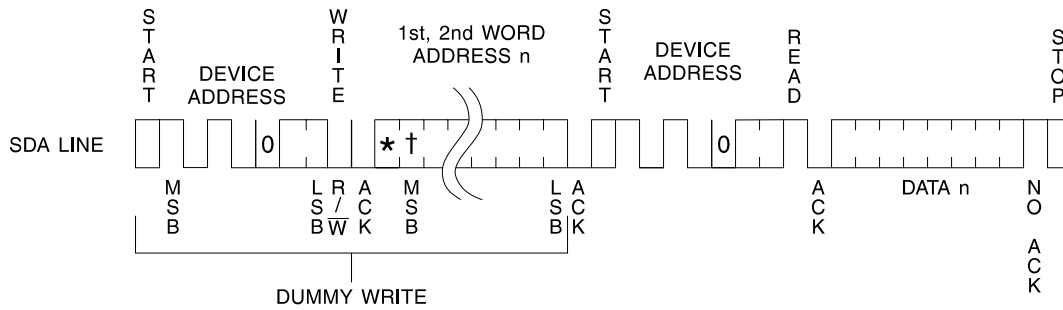 START
WRITE
1st, 2nd WORD
ADDRESS n
START
DEVICE
ADDRESS
READ
STOP
DEVICE
ADDRESS
SDA LINE
0
* †
0
MSB
LSB
R/W̅
ACK
MSB
LSB
ACK
ACK
DATA n
NO ACK
DUMMY WRITE